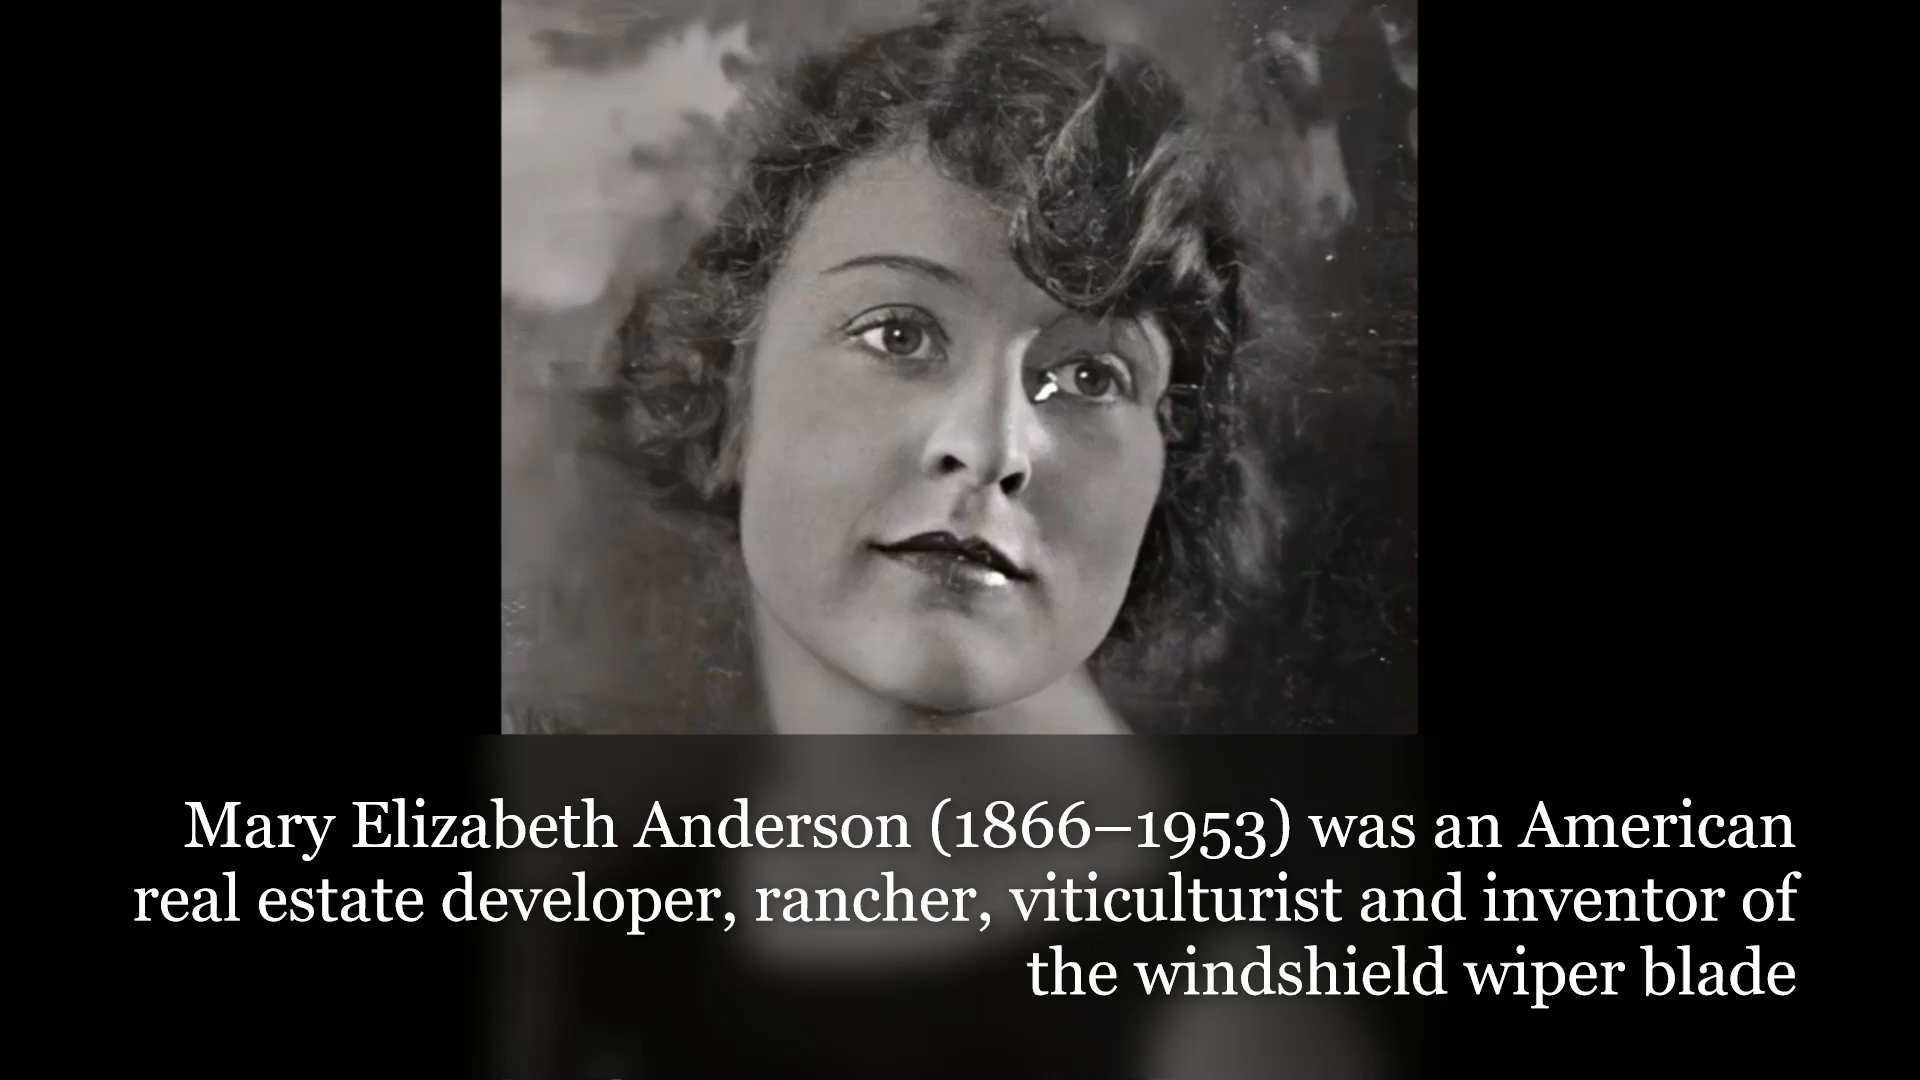 Mary Elizabeth Anderson (1866–1953) was an American
real estate developer, rancher, viticulturist and inventor of
the windshield wiper blade